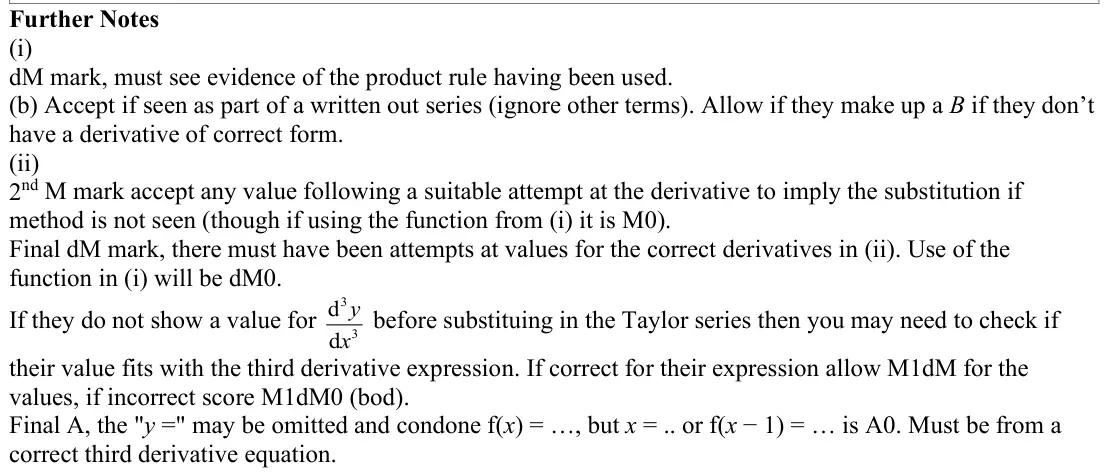 Further Notes
(i)
dM mark, must see evidence of the product rule having been used.
(b) Accept if seen as part of a written out series (ignore other terms). Allow if they make up a B if they don’t
have a derivative of correct form.
(ii)
2nd M mark accept any value following a suitable attempt at the derivative to imply the substitution if
method is not seen (though if using the function from (i) it is M0).
Final dM mark, there must have been attempts at values for the correct derivatives in (ii). Use of the
function in (i) will be dM0.
If they do not show a value for d³y/dx³ before substituing in the Taylor series then you may need to check if
their value fits with the third derivative expression. If correct for their expression allow M1dM for the
values, if incorrect score M1dM0 (bod).
Final A, the "y =" may be omitted and condone f(x) = …, but x = .. or f(x − 1) = … is A0. Must be from a
correct third derivative equation.